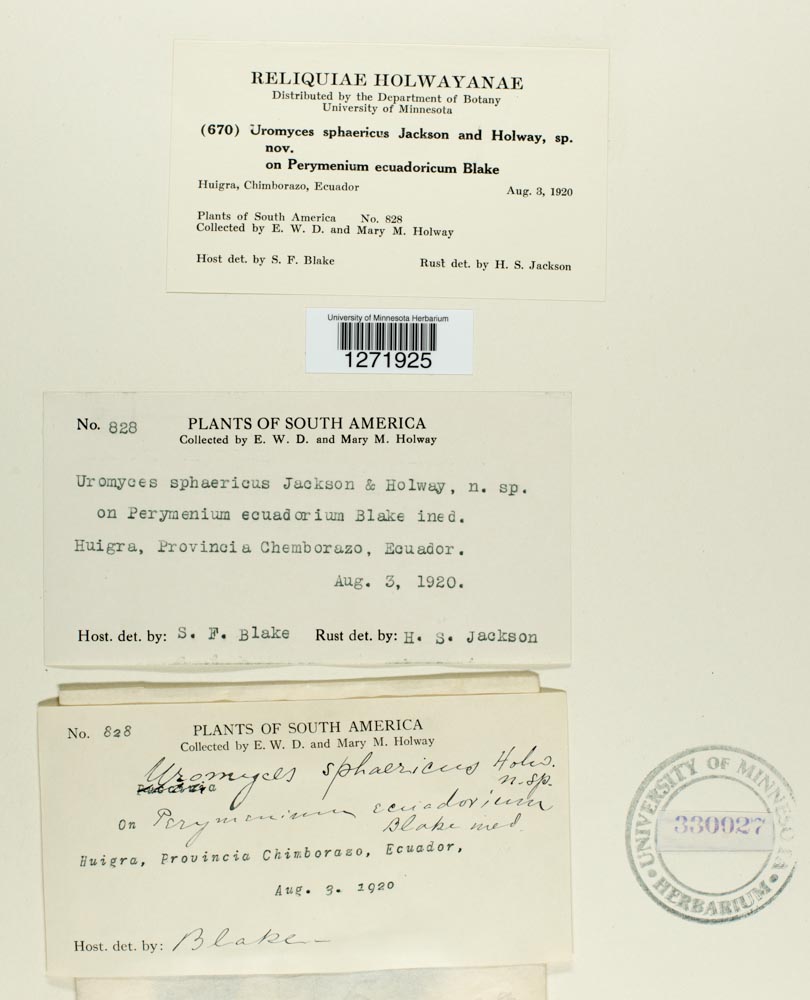 RELIQUIAE HOLWAYANAE
Distributed by the Department of Botany
University of Minnesota
(670) Uromyces sphaericus Jackson and Holway, sp.
nov.
on Perymenium ecuadoricum Blake
Huigra, Chimborazo, Ecuador Aug. 3, 1920
Plants of South America No. 828
Collected by E. W. D. and Mary M. Holway
Host det. by S. F. Blake Rust det. by H. S. Jackson
University of Minnesota Herbarium
1271925
No. 828 PLANTS OF SOUTH AMERICA
Collected by E. W. D. and Mary M. Holway
Uromyces sphaericus Jackson & Holway, n. sp.
on Perymenium ecuadorium Blake ined.
Huigra, Provincia Chemborazo, Ecuador.
Aug. 3, 1920.
Host. det. by: S. F. Blake Rust det. by: H. S. Jackson
No. 828 PLANTS OF SOUTH AMERICA
Collected by E. W. D. and Mary M. Holway
Uromyces sphaericus Holw.
n. sp.
On Perymenium ecuadorium
Blake ined.
Huigra, Provincia Chimborazo, Ecuador,
Aug. 3. 1920
Host. det. by: Blake
UNIVERSITY OF MINNESOTA
330927
HERBARIUM